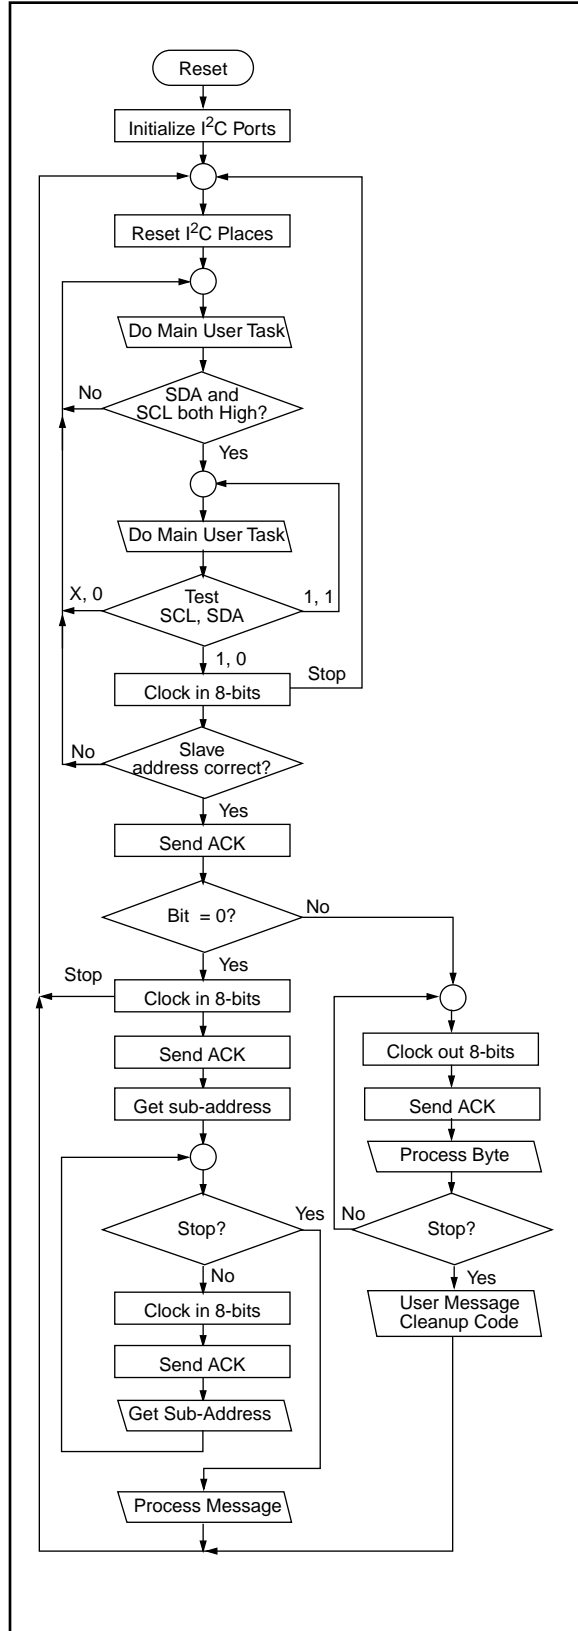 Reset
Initialize I²C Ports
Reset I²C Places
Do Main User Task
No
SDA and
SCL both High?
Yes
Do Main User Task
X, 0
Test
SCL, SDA
1, 1
1, 0
Stop
Clock in 8-bits
No
Slave
address correct?
Yes
Send ACK
Bit = 0?
No
Yes
Stop
Clock in 8-bits
Send ACK
Get sub-address
Stop?
Yes
No
Clock in 8-bits
Send ACK
Get Sub-Address
Process Message
Clock out 8-bits
Send ACK
Process Byte
No
Stop?
Yes
User Message
Cleanup Code